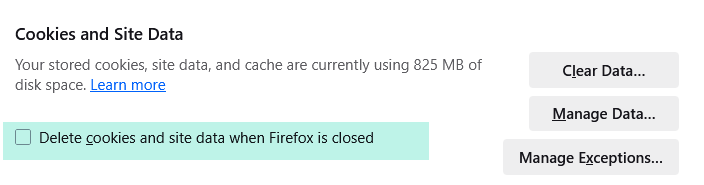 Cookies and Site Data
Your stored cookies, site data, and cache are currently using 825 MB of
disk space. Learn more
Clear Data...
Manage Data...
Delete cookies and site data when Firefox is closed
Manage Exceptions...